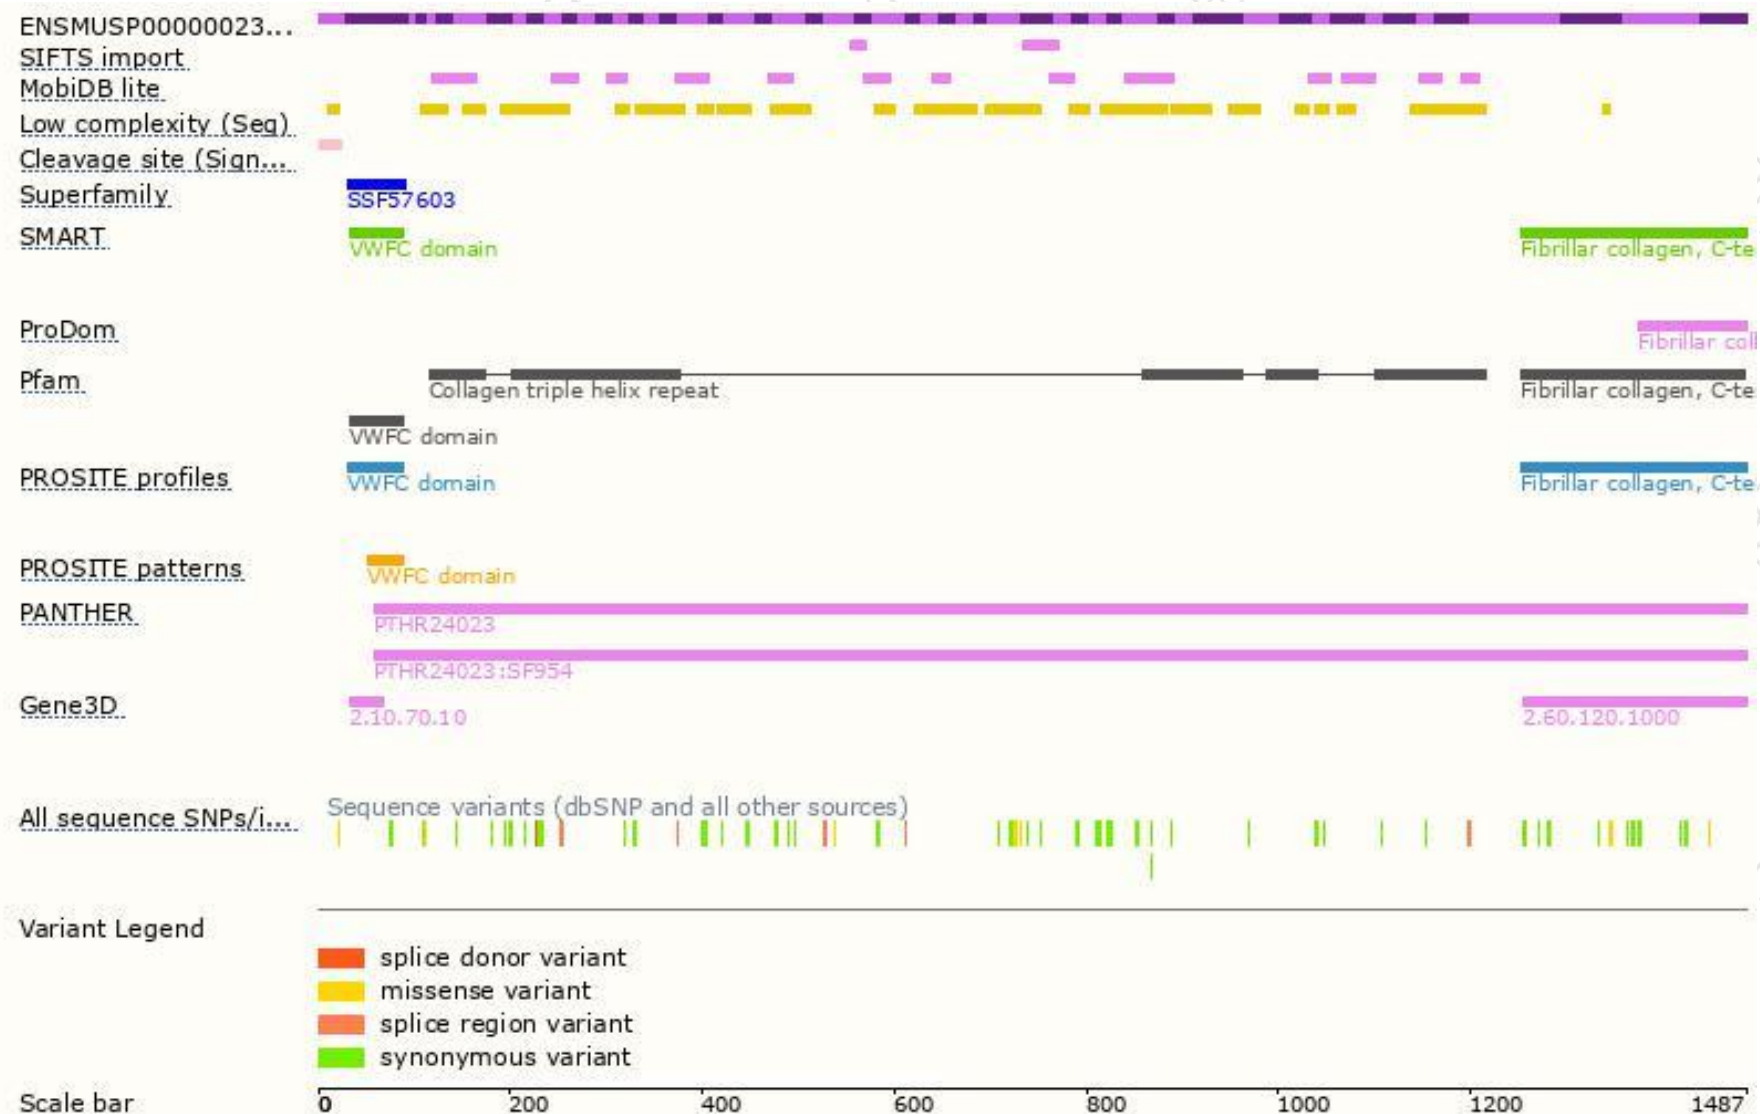 ENSMUSP00000023...
SIFTS import
MobiDB lite
Low complexity (Seg)
Cleavage site (Sign...
Superfamily
SSF57603
SMART
VWFC domain
Fibrillar collagen, C-te
ProDom
Fibrillar coll
Pfam
Collagen triple helix repeat
Fibrillar collagen, C-te
VWFC domain
PROSITE profiles
VWFC domain
Fibrillar collagen, C-te
PROSITE patterns
VWFC domain
PANTHER
PTHR24023
PTHR24023:SF954
Gene3D
2.10.70.10
2.60.120.1000
Sequence variants (dbSNP and all other sources)
All sequence SNPs/i...
Variant Legend
splice donor variant
missense variant
splice region variant
synonymous variant
Scale bar 0 200 400 600 800 1000 1200 1487